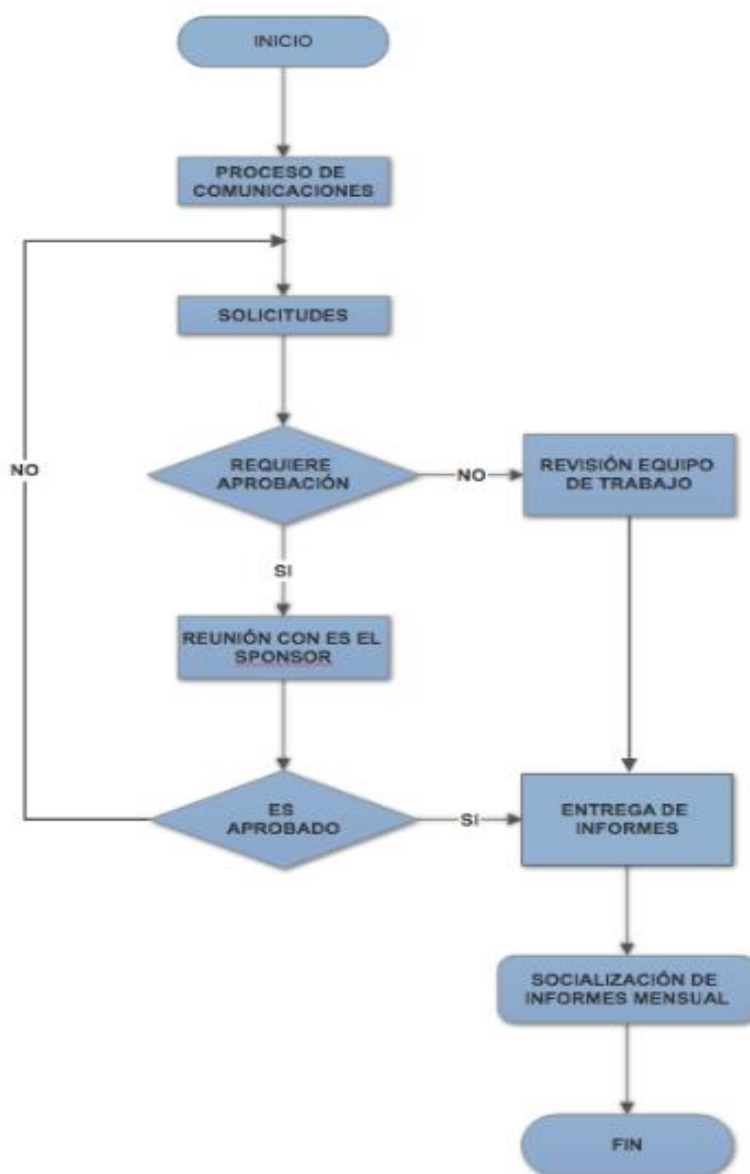 INICIO
PROCESO DE
COMUNICACIONES
SOLICITUDES
REQUIERE
APROBACIÓN
NO
REVISIÓN EQUIPO
DE TRABAJO
NO
SI
REUNIÓN CON ES EL
SPONSOR
ES
APROBADO
SI
ENTREGA DE
INFORMES
SOCIALIZACIÓN DE
INFORMES MENSUAL
FIN